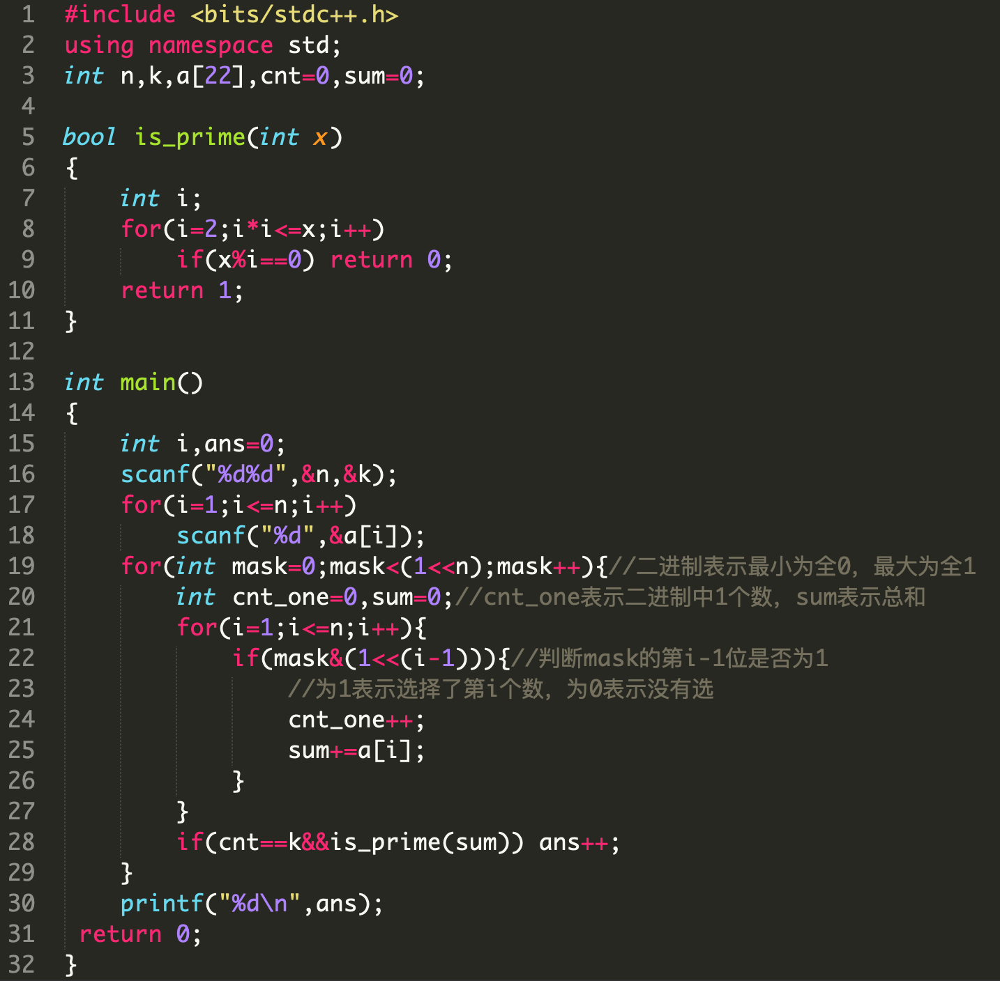 1 #include <bits/stdc++.h>
2 using namespace std;
3 int n,k,a[22],cnt=0,sum=0;
4
5 bool is_prime(int x)
6 {
7     int i;
8     for(i=2;i*i<=x;i++)
9         if(x%i==0) return 0;
10     return 1;
11 }
12
13 int main()
14 {
15     int i,ans=0;
16     scanf("%d%d",&n,&k);
17     for(i=1;i<=n;i++)
18         scanf("%d",&a[i]);
19     for(int mask=0;mask<(1<<n);mask++){//二进制表示最小为全0，最大为全1
20         int cnt_one=0,sum=0;//cnt_one表示二进制中1个数，sum表示总和
21         for(i=1;i<=n;i++){
22             if(mask&(1<<(i-1))){//判断mask的第i-1位是否为1
23                 //为1表示选择了第i个数，为0表示没有选
24                 cnt_one++;
25                 sum+=a[i];
26             }
27         }
28         if(cnt==k&&is_prime(sum)) ans++;
29     }
30     printf("%d\n",ans);
31  return 0;
32 }